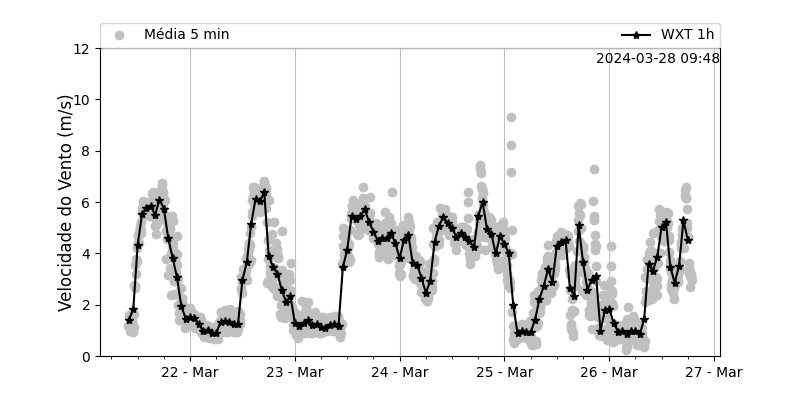 Média 5 min
WXT 1h
2024-03-28 09:48
Velocidade do Vento (m/s)
12
10
8
6
4
2
0
22 - Mar
23 - Mar
24 - Mar
25 - Mar
26 - Mar
27 - Mar